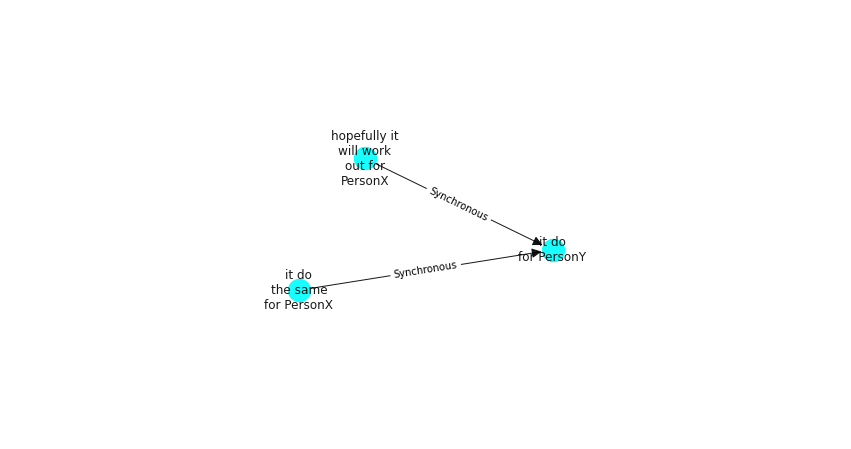 hopefully it
will work
out for
PersonX
Synchronous
it do
for PersonY
Synchronous
it do
the same
for PersonX